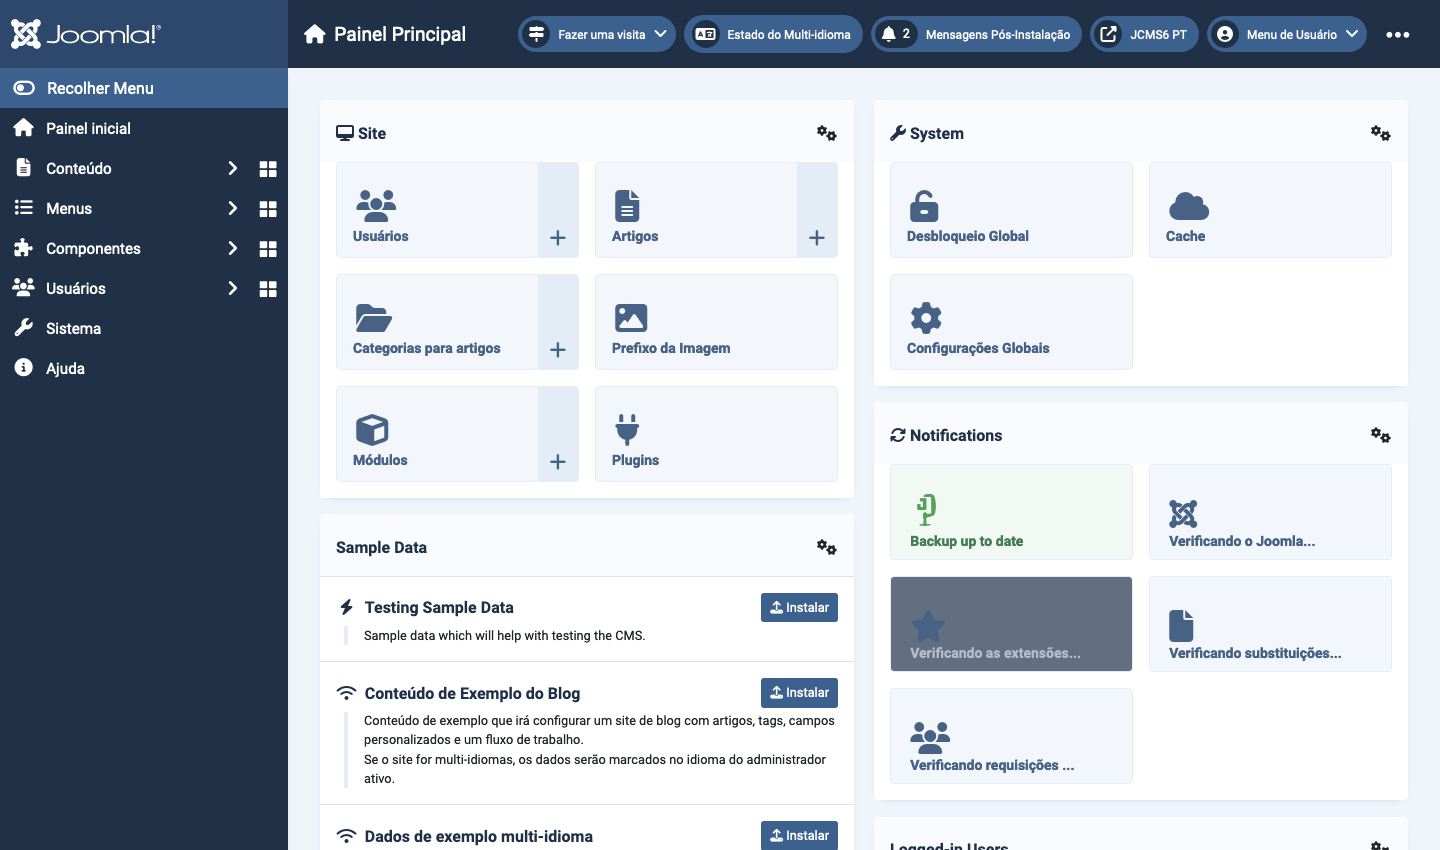 Joomla!®
Painel Principal
Fazer uma visita
Estado do Multi-idioma
2 Mensagens Pós-Instalação
JCMS6 PT
Menu de Usuário
Recolher Menu
Painel inicial
Conteúdo
Menus
Componentes
Usuários
Sistema
Ajuda
Site
Usuários
Artigos
Categorias para artigos
Prefixo da Imagem
Módulos
Plugins
Sample Data
Testing Sample Data
Instalar
Sample data which will help with testing the CMS.
Conteúdo de Exemplo do Blog
Instalar
Conteúdo de exemplo que irá configurar um site de blog com artigos, tags, campos
personalizados e um fluxo de trabalho.
Se o site for multi-idiomas, os dados serão marcados no idioma do administrador
ativo.
Dados de exemplo multi-idioma
Instalar
System
Desbloqueio Global
Cache
Configurações Globais
Notifications
Backup up to date
Verificando o Joomla...
Verificando as extensões...
Verificando substituições...
Verificando requisições ...
Logged-in Users